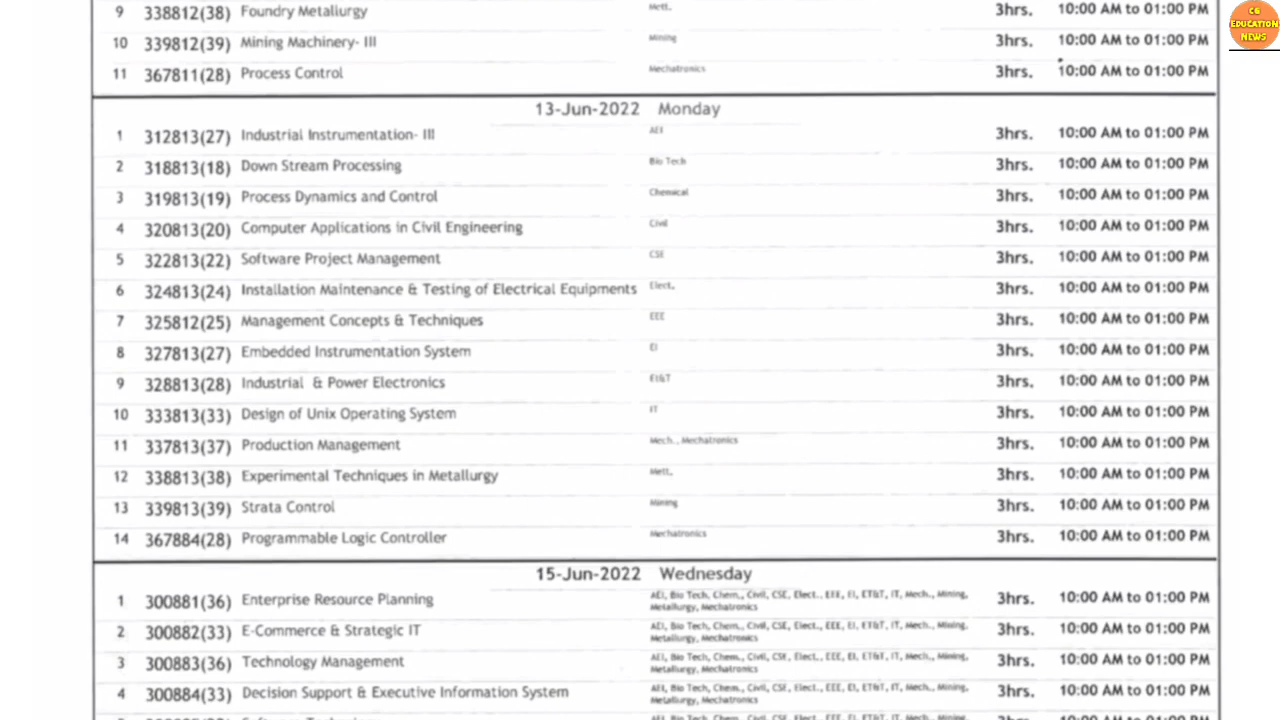 CG
EDUCATION
NEWS
9 338812(38) Foundry Metallurgy Mett. 3hrs. 10:00 AM to 01:00 PM
10 339812(39) Mining Machinery- III Mining 3hrs. 10:00 AM to 01:00 PM
11 367811(28) Process Control Mechatronics 3hrs. 10:00 AM to 01:00 PM
13-Jun-2022 Monday
1 312813(27) Industrial Instrumentation- III AEI 3hrs. 10:00 AM to 01:00 PM
2 318813(18) Down Stream Processing Bio Tech 3hrs. 10:00 AM to 01:00 PM
3 319813(19) Process Dynamics and Control Chemical 3hrs. 10:00 AM to 01:00 PM
4 320813(20) Computer Applications in Civil Engineering Civil 3hrs. 10:00 AM to 01:00 PM
5 322813(22) Software Project Management CSE 3hrs. 10:00 AM to 01:00 PM
6 324813(24) Installation Maintenance & Testing of Electrical Equipments Elect. 3hrs. 10:00 AM to 01:00 PM
7 325812(25) Management Concepts & Techniques EEE 3hrs. 10:00 AM to 01:00 PM
8 327813(27) Embedded Instrumentation System EI 3hrs. 10:00 AM to 01:00 PM
9 328813(28) Industrial & Power Electronics ET&T 3hrs. 10:00 AM to 01:00 PM
10 333813(33) Design of Unix Operating System IT 3hrs. 10:00 AM to 01:00 PM
11 337813(37) Production Management Mech., Mechatronics 3hrs. 10:00 AM to 01:00 PM
12 338813(38) Experimental Techniques in Metallurgy Mett. 3hrs. 10:00 AM to 01:00 PM
13 339813(39) Strata Control Mining 3hrs. 10:00 AM to 01:00 PM
14 367884(28) Programmable Logic Controller Mechatronics 3hrs. 10:00 AM to 01:00 PM
15-Jun-2022 Wednesday
1 300881(36) Enterprise Resource Planning AEI, Bio Tech, Chem., Civil, CSE, Elect., EEE, EI, ET&T, IT, Mech., Mining, 3hrs. 10:00 AM to 01:00 PM
Metallurgy, Mechatronics
2 300882(33) E-Commerce & Strategic IT AEI, Bio Tech, Chem., Civil, CSE, Elect., EEE, EI, ET&T, IT, Mech., Mining, 3hrs. 10:00 AM to 01:00 PM
Metallurgy, Mechatronics
3 300883(36) Technology Management AEI, Bio Tech, Chem., Civil, CSE, Elect., EEE, EI, ET&T, IT, Mech., Mining, 3hrs. 10:00 AM to 01:00 PM
Metallurgy, Mechatronics
4 300884(33) Decision Support & Executive Information System AEI, Bio Tech, Chem., Civil, CSE, Elect., EEE, EI, ET&T, IT, Mech., Mining, 3hrs. 10:00 AM to 01:00 PM
Metallurgy, Mechatronics